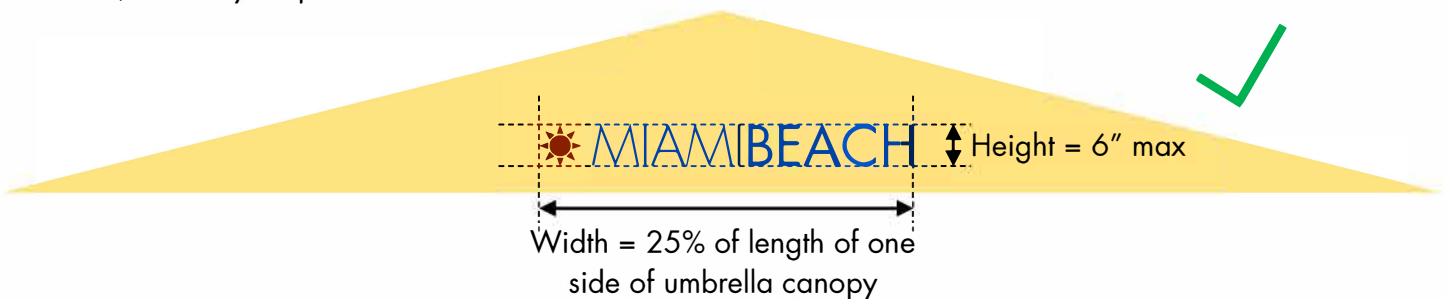 MIAMIBEACH
Height = 6” max
Width = 25% of length of one
side of umbrella canopy